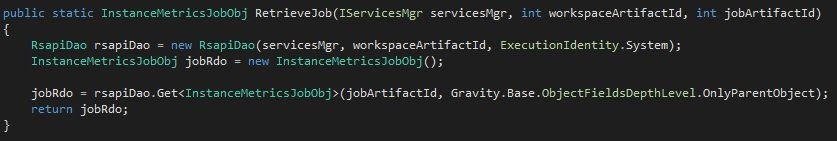 public static InstanceMetricsJobObj RetrieveJob(IServicesMgr servicesMgr, int workspaceArtifactId, int jobArtifactId)
{
    RsapiDao rsapiDao = new RsapiDao(servicesMgr, workspaceArtifactId, ExecutionIdentity.System);
    InstanceMetricsJobObj jobRdo = new InstanceMetricsJobObj();

    jobRdo = rsapiDao.Get<InstanceMetricsJobObj>(jobArtifactId, Gravity.Base.ObjectFieldsDepthLevel.OnlyParentObject);
    return jobRdo;
}